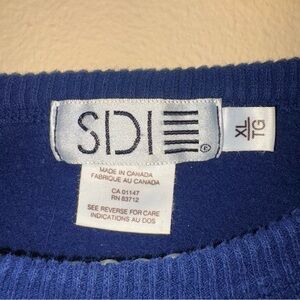 SDI
®
XL
TG
MADE IN CANADA
FABRIQUE AU CANADA
CA 01147
RN 83712
SEE REVERSE FOR CARE
INDICATIONS AU DOS